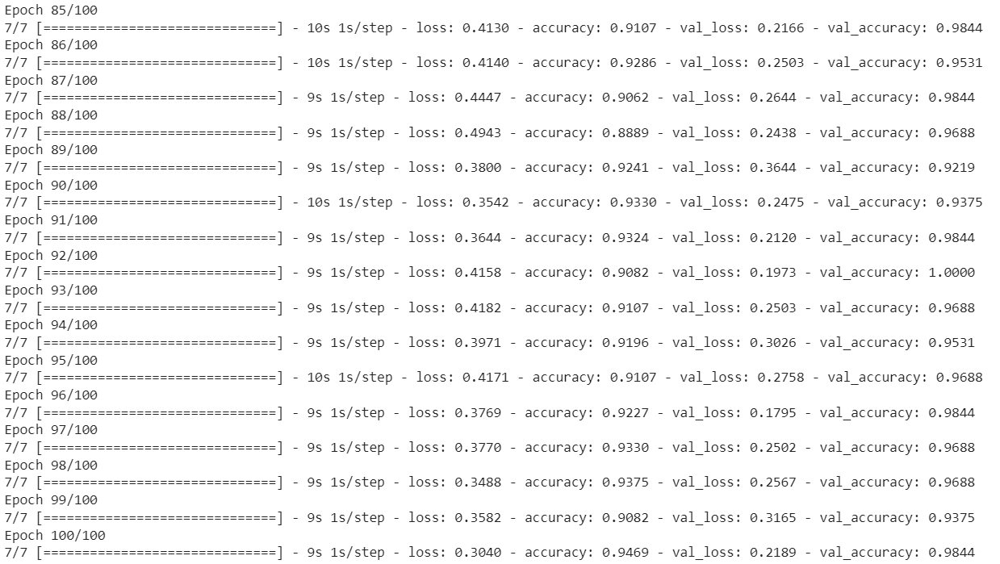 Epoch 85/100
7/7 [==============================] - 10s 1s/step - loss: 0.4130 - accuracy: 0.9107 - val_loss: 0.2166 - val_accuracy: 0.9844
Epoch 86/100
7/7 [==============================] - 10s 1s/step - loss: 0.4140 - accuracy: 0.9286 - val_loss: 0.2503 - val_accuracy: 0.9531
Epoch 87/100
7/7 [==============================] - 9s 1s/step - loss: 0.4447 - accuracy: 0.9062 - val_loss: 0.2644 - val_accuracy: 0.9844
Epoch 88/100
7/7 [==============================] - 9s 1s/step - loss: 0.4943 - accuracy: 0.8889 - val_loss: 0.2438 - val_accuracy: 0.9688
Epoch 89/100
7/7 [==============================] - 9s 1s/step - loss: 0.3800 - accuracy: 0.9241 - val_loss: 0.3644 - val_accuracy: 0.9219
Epoch 90/100
7/7 [==============================] - 10s 1s/step - loss: 0.3542 - accuracy: 0.9330 - val_loss: 0.2475 - val_accuracy: 0.9375
Epoch 91/100
7/7 [==============================] - 9s 1s/step - loss: 0.3644 - accuracy: 0.9324 - val_loss: 0.2120 - val_accuracy: 0.9844
Epoch 92/100
7/7 [==============================] - 9s 1s/step - loss: 0.4158 - accuracy: 0.9082 - val_loss: 0.1973 - val_accuracy: 1.0000
Epoch 93/100
7/7 [==============================] - 9s 1s/step - loss: 0.4182 - accuracy: 0.9107 - val_loss: 0.2503 - val_accuracy: 0.9688
Epoch 94/100
7/7 [==============================] - 9s 1s/step - loss: 0.3971 - accuracy: 0.9196 - val_loss: 0.3026 - val_accuracy: 0.9531
Epoch 95/100
7/7 [==============================] - 10s 1s/step - loss: 0.4171 - accuracy: 0.9107 - val_loss: 0.2758 - val_accuracy: 0.9688
Epoch 96/100
7/7 [==============================] - 9s 1s/step - loss: 0.3769 - accuracy: 0.9227 - val_loss: 0.1795 - val_accuracy: 0.9844
Epoch 97/100
7/7 [==============================] - 9s 1s/step - loss: 0.3770 - accuracy: 0.9330 - val_loss: 0.2502 - val_accuracy: 0.9688
Epoch 98/100
7/7 [==============================] - 9s 1s/step - loss: 0.3488 - accuracy: 0.9375 - val_loss: 0.2567 - val_accuracy: 0.9688
Epoch 99/100
7/7 [==============================] - 9s 1s/step - loss: 0.3582 - accuracy: 0.9082 - val_loss: 0.3165 - val_accuracy: 0.9375
Epoch 100/100
7/7 [==============================] - 9s 1s/step - loss: 0.3040 - accuracy: 0.9469 - val_loss: 0.2189 - val_accuracy: 0.9844